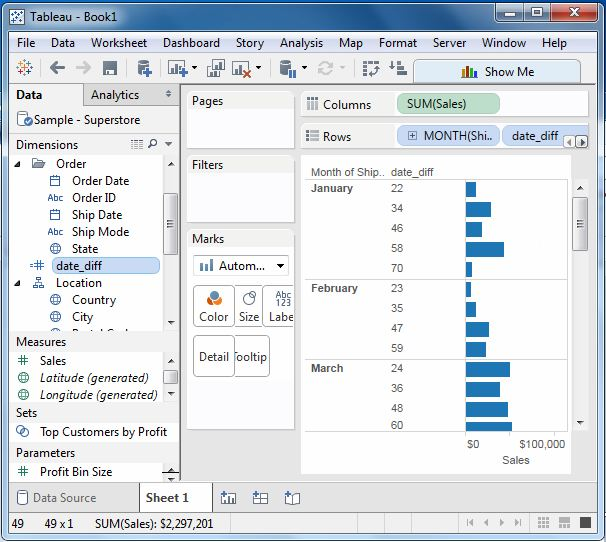 Tableau - Book1
File Data Worksheet Dashboard Story Analysis Map Format Server Window Help
Show Me
Data Analytics
Sample - Superstore
Dimensions
Order
Order Date
Abc Order ID
Ship Date
Abc Ship Mode
State
date_diff
Location
Country
City
Measures
Sales
Latitude (generated)
Longitude (generated)
Sets
Top Customers by Profit
Parameters
Profit Bin Size
Pages
Filters
Marks
Autom...
Abc
123
Color Size Labe
Detail Tooltip
Columns SUM(Sales)
Rows MONTH(Shi.. date_diff
Month of Ship.. date_diff
January 22
34
46
58
70
February 23
35
47
59
March 24
36
48
60
$0 $100,000
Sales
Data Source Sheet 1
49 49 x 1 SUM(Sales): $2,297,201